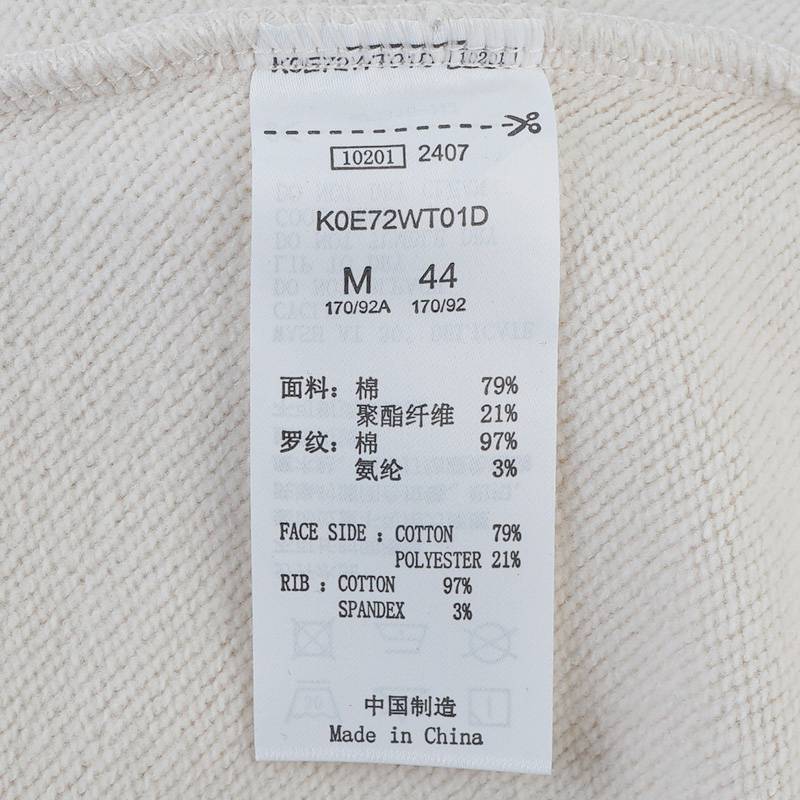 K0E72WT01D 10201
10201 2407
K0E72WT01D
M 44
170/92A 170/92
面料：棉 79%
聚酯纤维 21%
罗纹：棉 97%
氨纶 3%
FACE SIDE : COTTON 79%
POLYESTER 21%
RIB : COTTON 97%
SPANDEX 3%
中国制造
Made in China